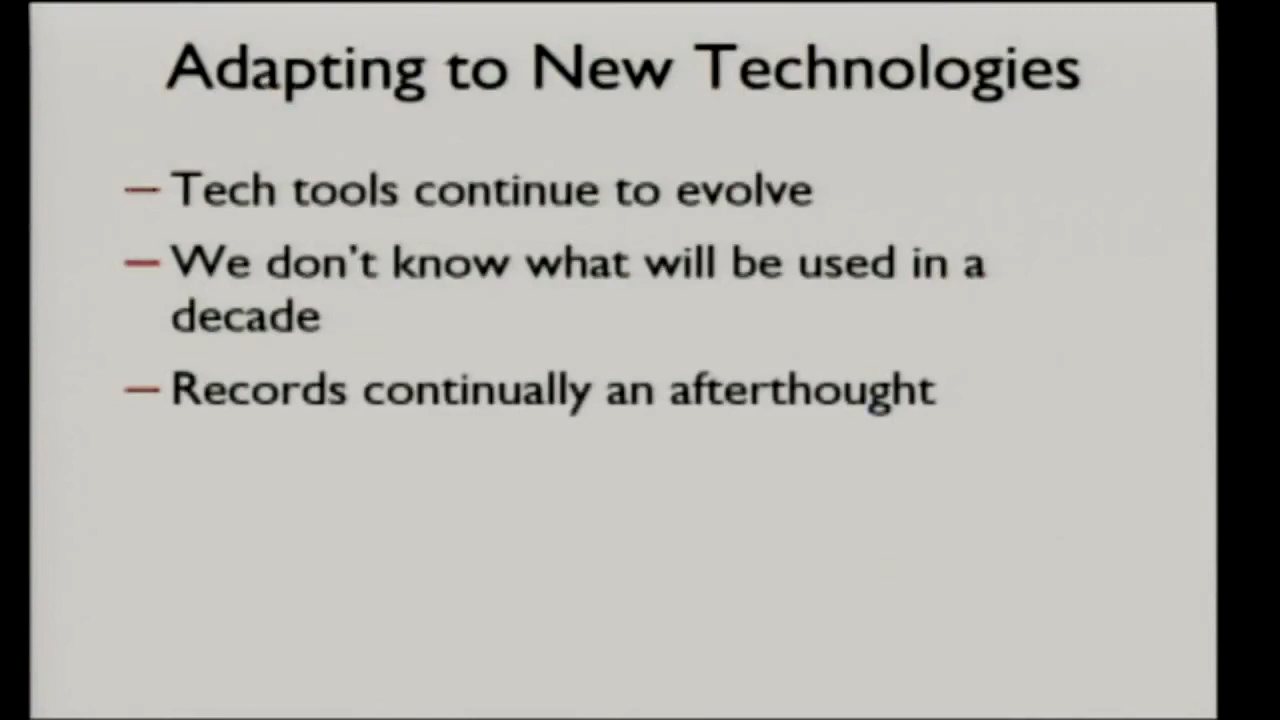 Adapting to New Technologies
– Tech tools continue to evolve
– We don't know what will be used in a
decade
– Records continually an afterthought